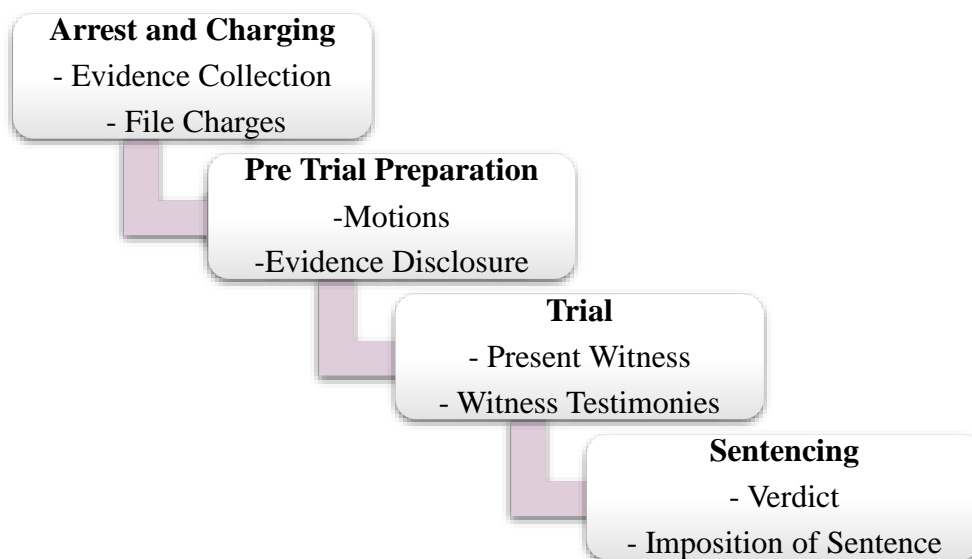 Arrest and Charging
- Evidence Collection
- File Charges
Pre Trial Preparation
-Motions
-Evidence Disclosure
Trial
- Present Witness
- Witness Testimonies
Sentencing
- Verdict
- Imposition of Sentence